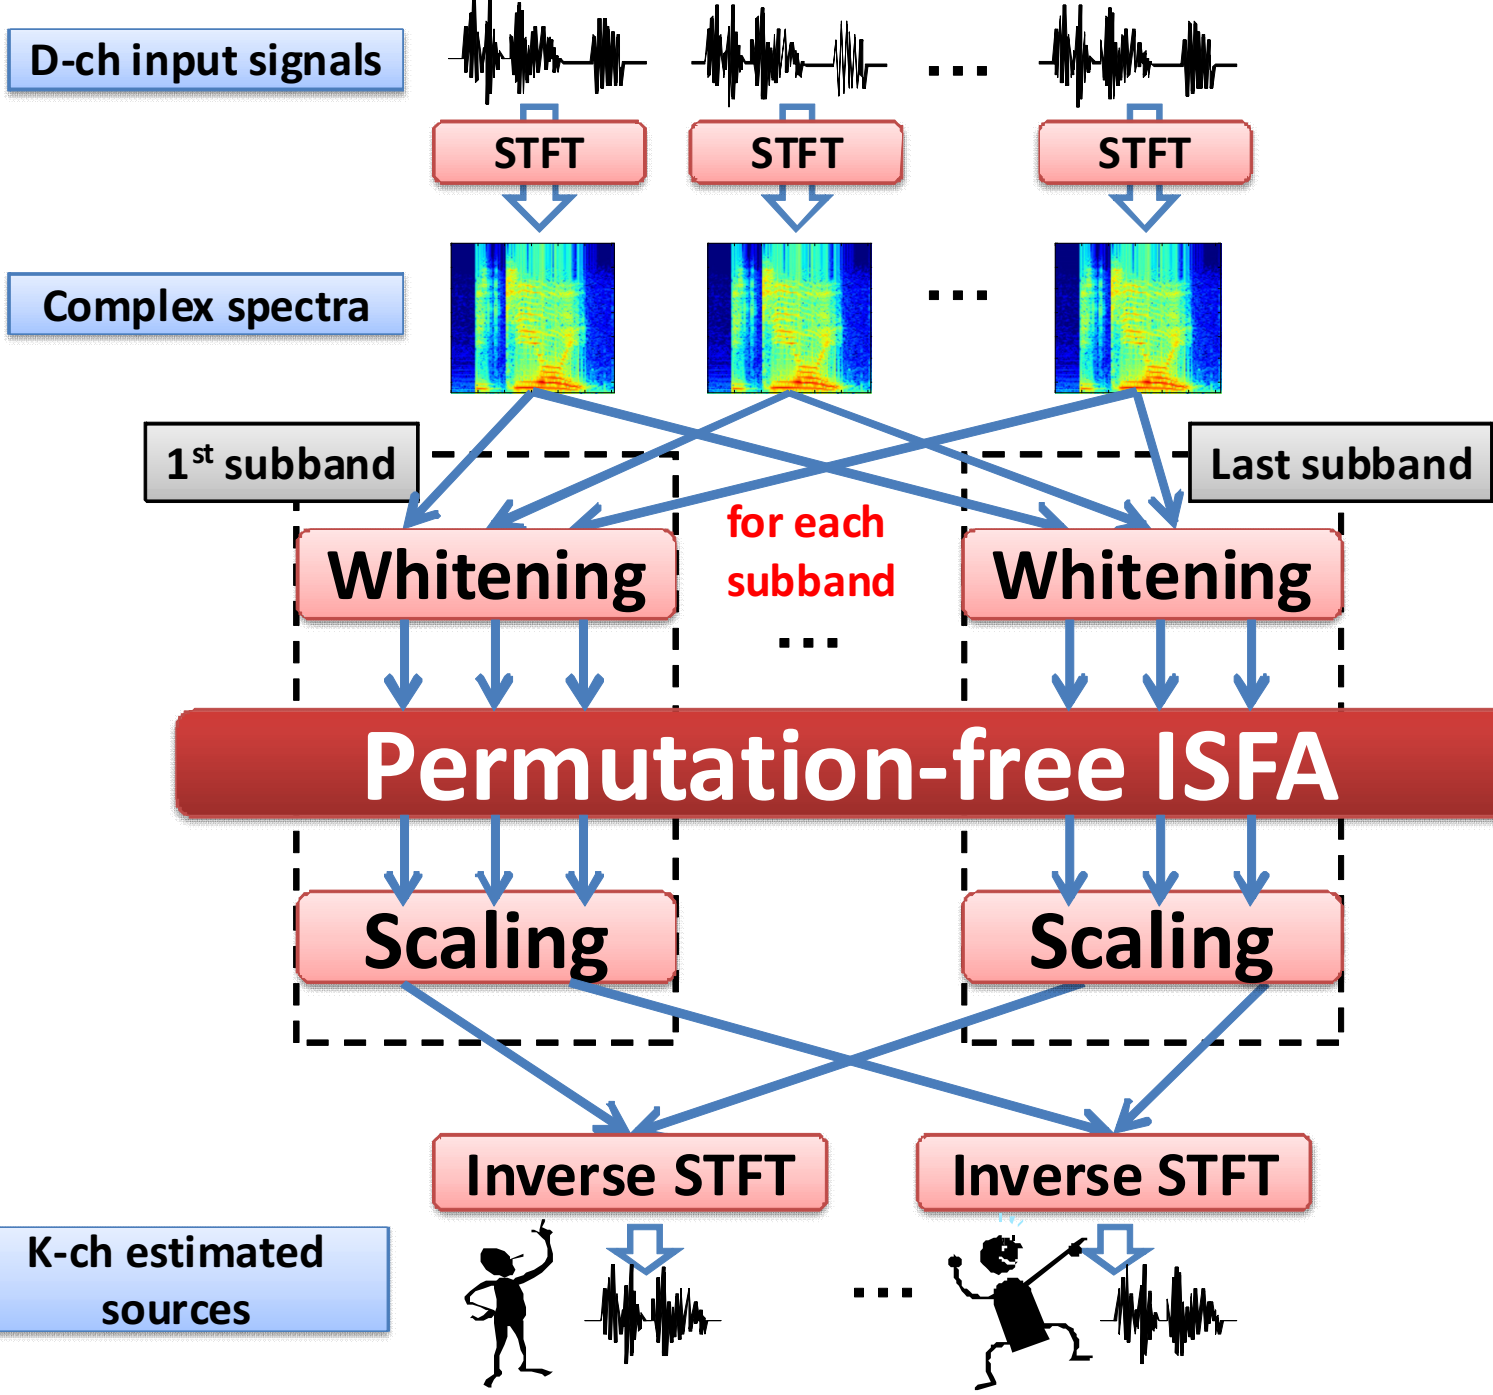 D-ch input signals
...
STFT STFT STFT
Complex spectra
...
1st subband
Last subband
for each
subband
...
Whitening Whitening
Permutation-free ISFA
Scaling Scaling
Inverse STFT Inverse STFT
K-ch estimated
sources
...